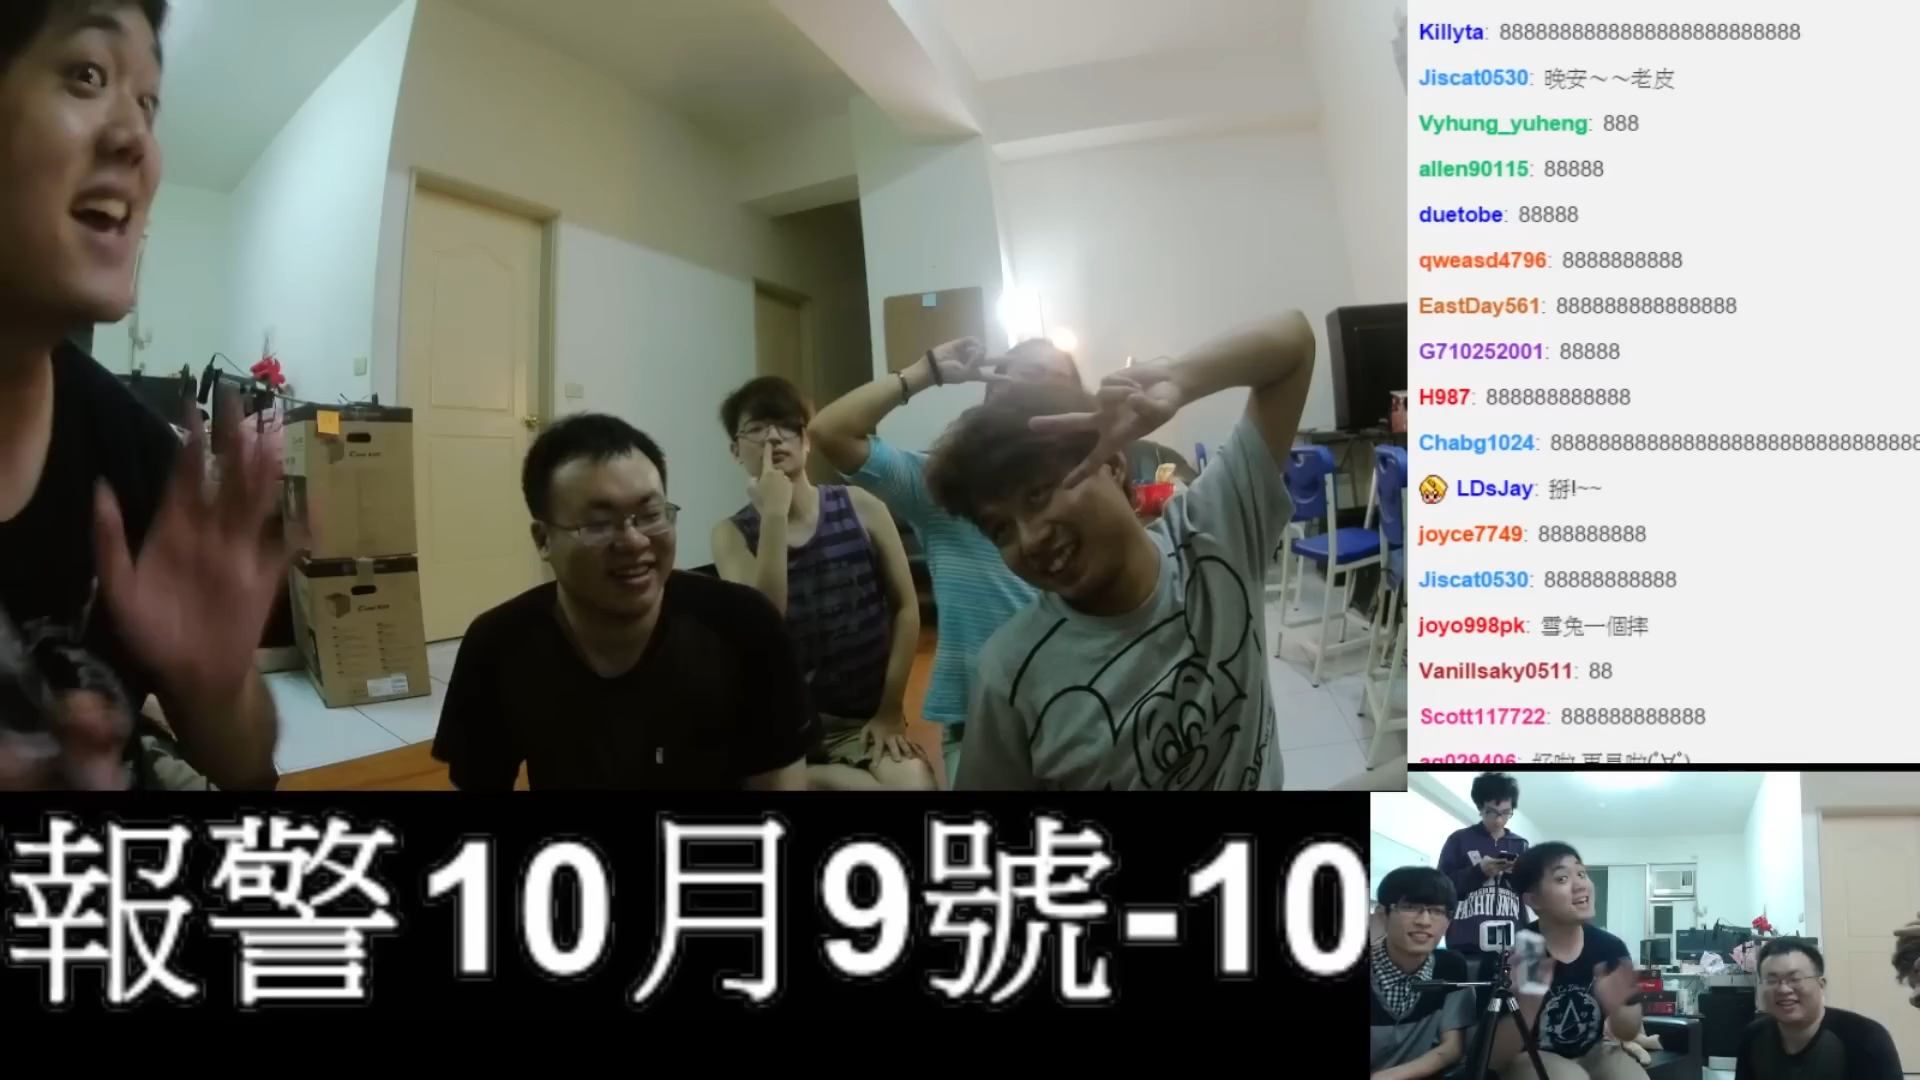 Killyta: 8888888888888888888888888
Jiscat0530: 晚安～～老皮
Vyhung_yuheng: 888
allen90115: 88888
duetobe: 88888
qweasd4796: 8888888888
EastDay561: 888888888888888
G710252001: 88888
H987: 888888888888
Chabg1024: 8888888888888888888888888888888
LDsJay: 掰!~~
joyce7749: 888888888
Jiscat0530: 88888888888
joyo998pk: 雪兔一個摔
Vanillsaky0511: 88
Scott117722: 888888888888
報警10月9號-10